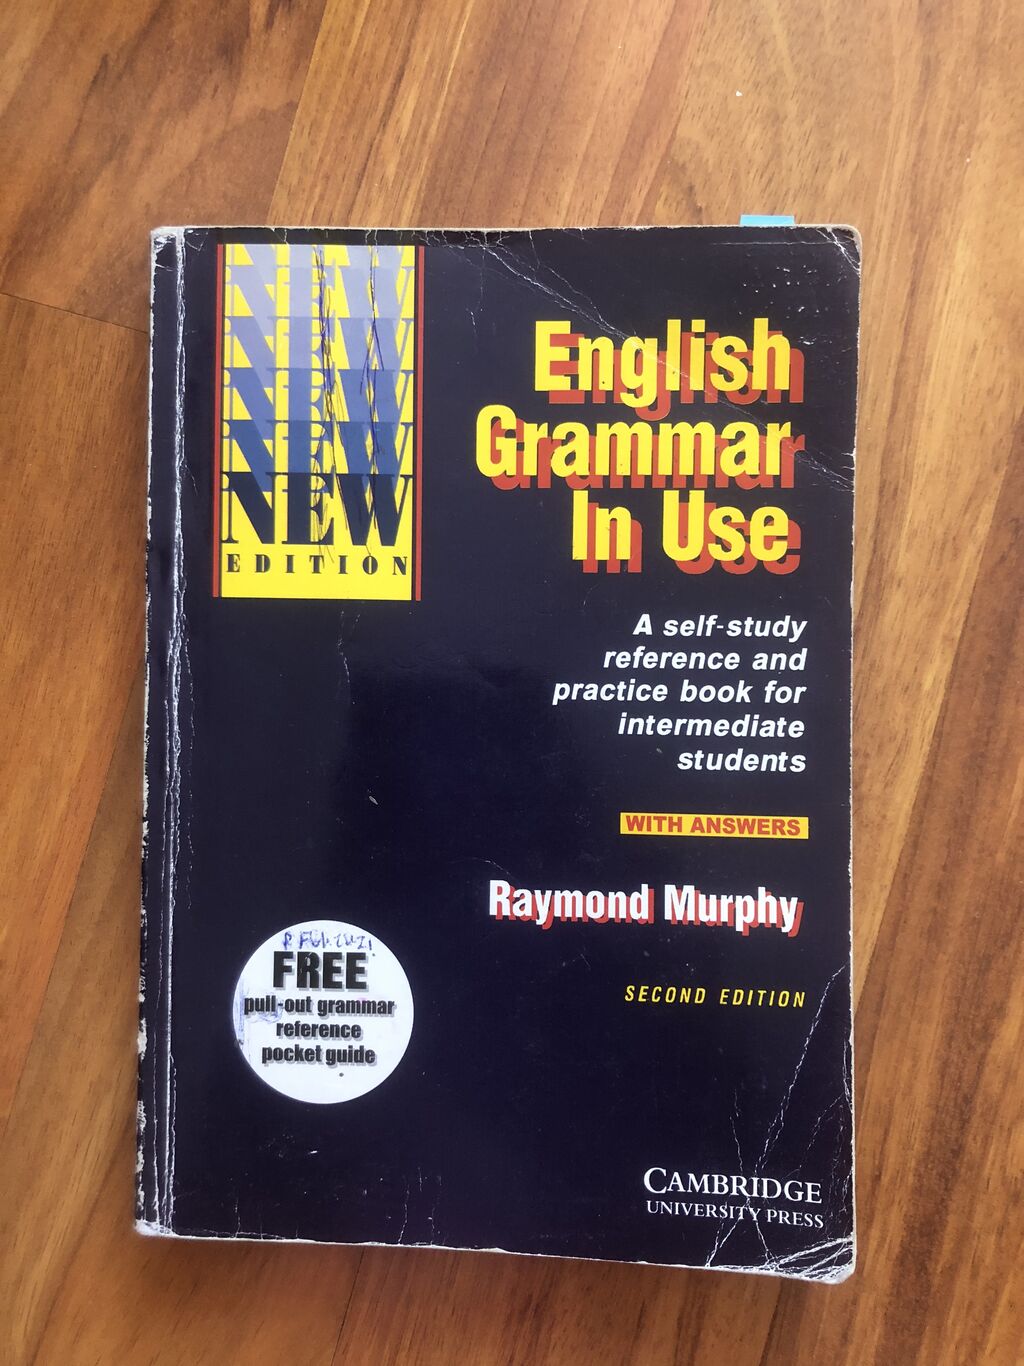 NEW
NEW
NEW
NEW
NEW
NEW
EDITION
English
Grammar
In Use
A self-study
reference and
practice book for
intermediate
students
WITH ANSWERS
Raymond Murphy
SECOND EDITION
FREE
pull-out grammar
reference
pocket guide
CAMBRIDGE
UNIVERSITY PRESS